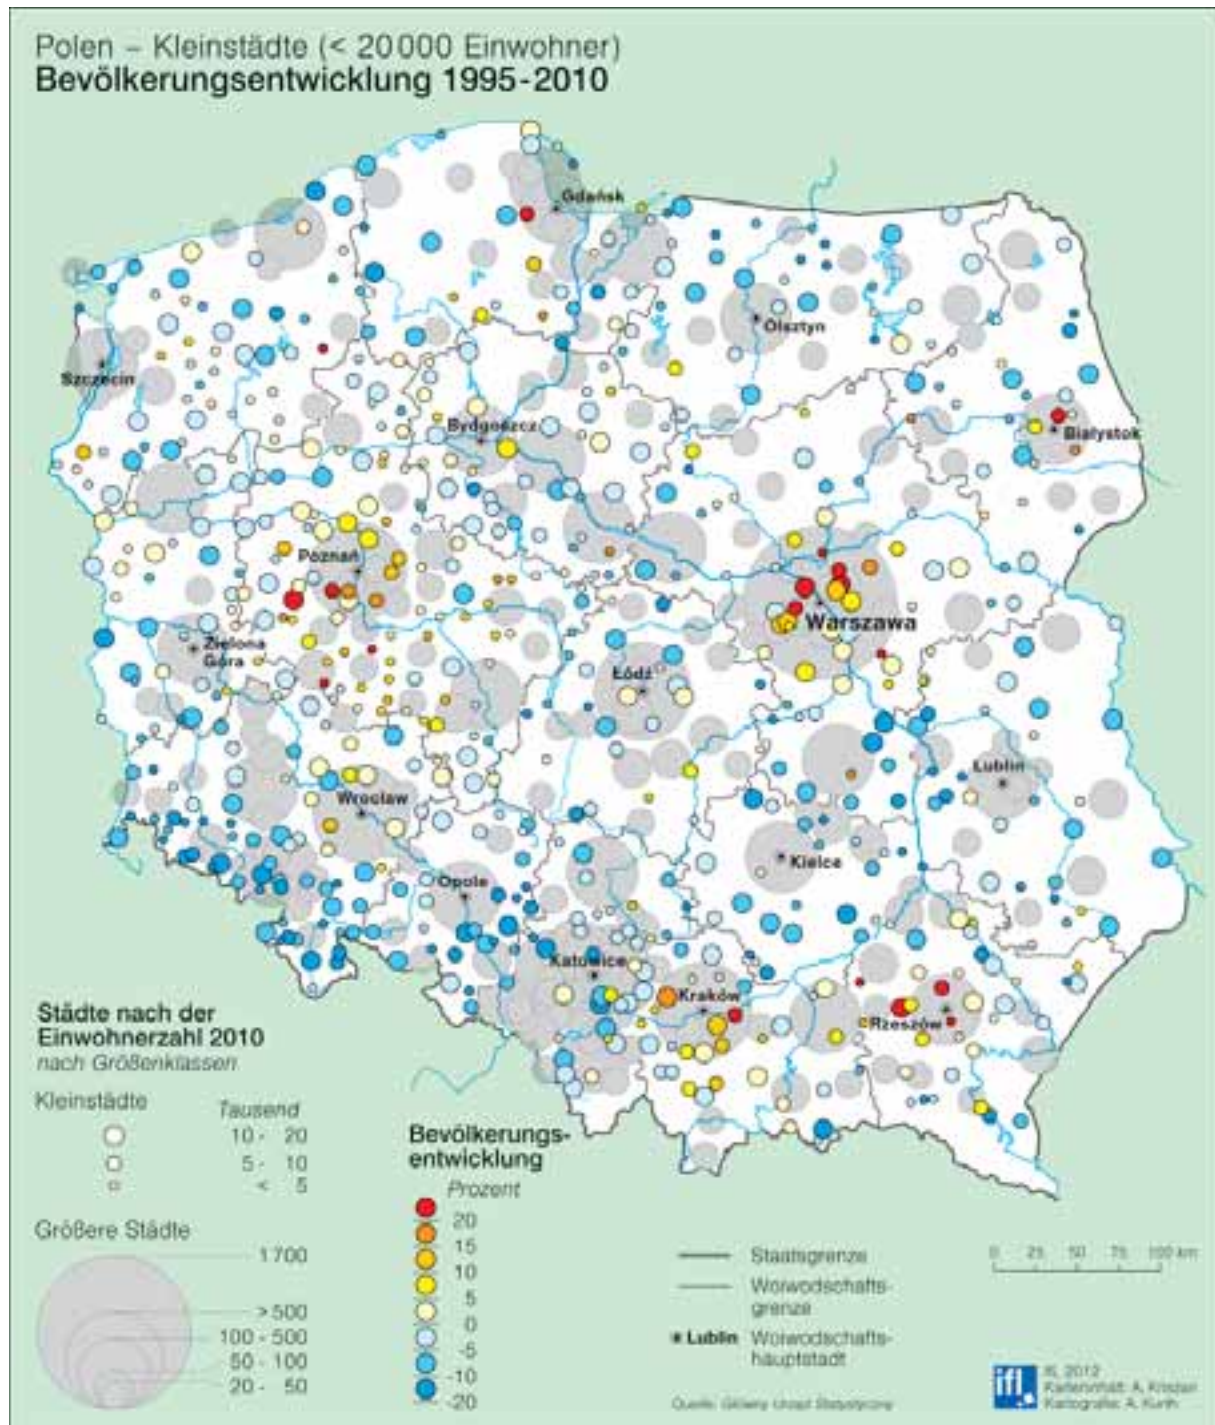 Polen – Kleinstädte (< 20 000 Einwohner)
Bevölkerungsentwicklung 1995-2010
Gdańsk
Olsztyn
Szczecin
Bydgoszcz
Białystok
Poznań
Warszawa
Zielona
Góra
Łódź
Lublin
Wrocław
Kielce
Opole
Katowice
Kraków
Rzeszów
Städte nach der
Einwohnerzahl 2010
nach Größenklassen
Kleinstädte
Tausend
10 - 20
5 - 10
< 5
Größere Städte
1 700
> 500
100 - 500
50 - 100
20 - 50
Bevölkerungs-
entwicklung
Prozent
20
15
10
5
0
-5
-10
-20
Staatsgrenze
Woiwodschafts-
grenze
Lublin Woiwodschafts-
hauptstadt
0 25 50 75 100 km
Quelle: Główny Urząd Statystyczny
ifl.
IfL 2012
Karteninhalt: A. Kriszan
Kartografie: A. Kurth